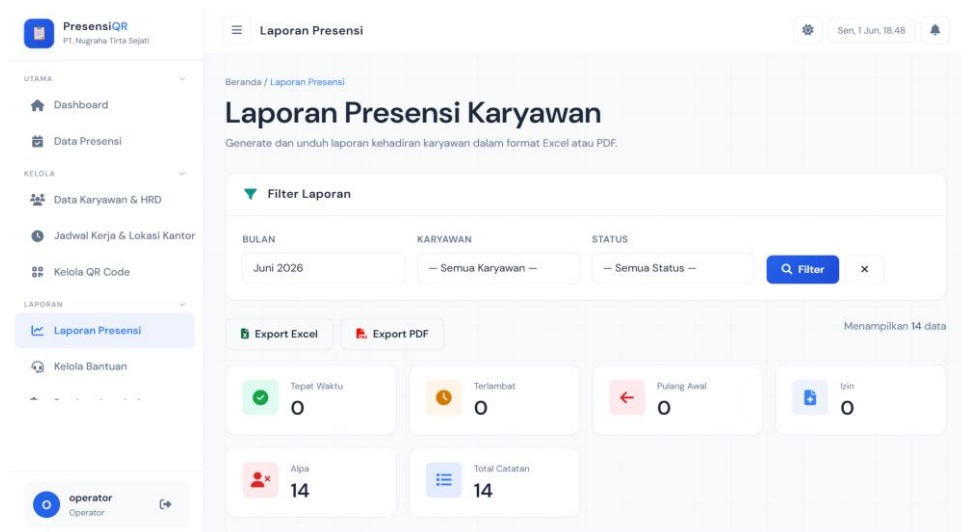 PresensiQR
PT. Nugraha Tirta Sejati
UTAMA
Dashboard
Data Presensi
KELOLA
Data Karyawan & HRD
Jadwal Kerja & Lokasi Kantor
Kelola QR Code
LAPORAN
Laporan Presensi
Kelola Bantuan
O
operator
Operator
Laporan Presensi
Sen, 1 Jun, 18.48
Beranda / Laporan Presensi
Laporan Presensi Karyawan
Generate dan unduh laporan kehadiran karyawan dalam format Excel atau PDF.
Filter Laporan
BULAN KARYAWAN STATUS
Juni 2026 — Semua Karyawan — — Semua Status — Filter ×
Export Excel Export PDF Menampilkan 14 data
Tepat Waktu Terlambat Pulang Awal Izin
0 0 0 0
Alpa Total Catatan
14 14